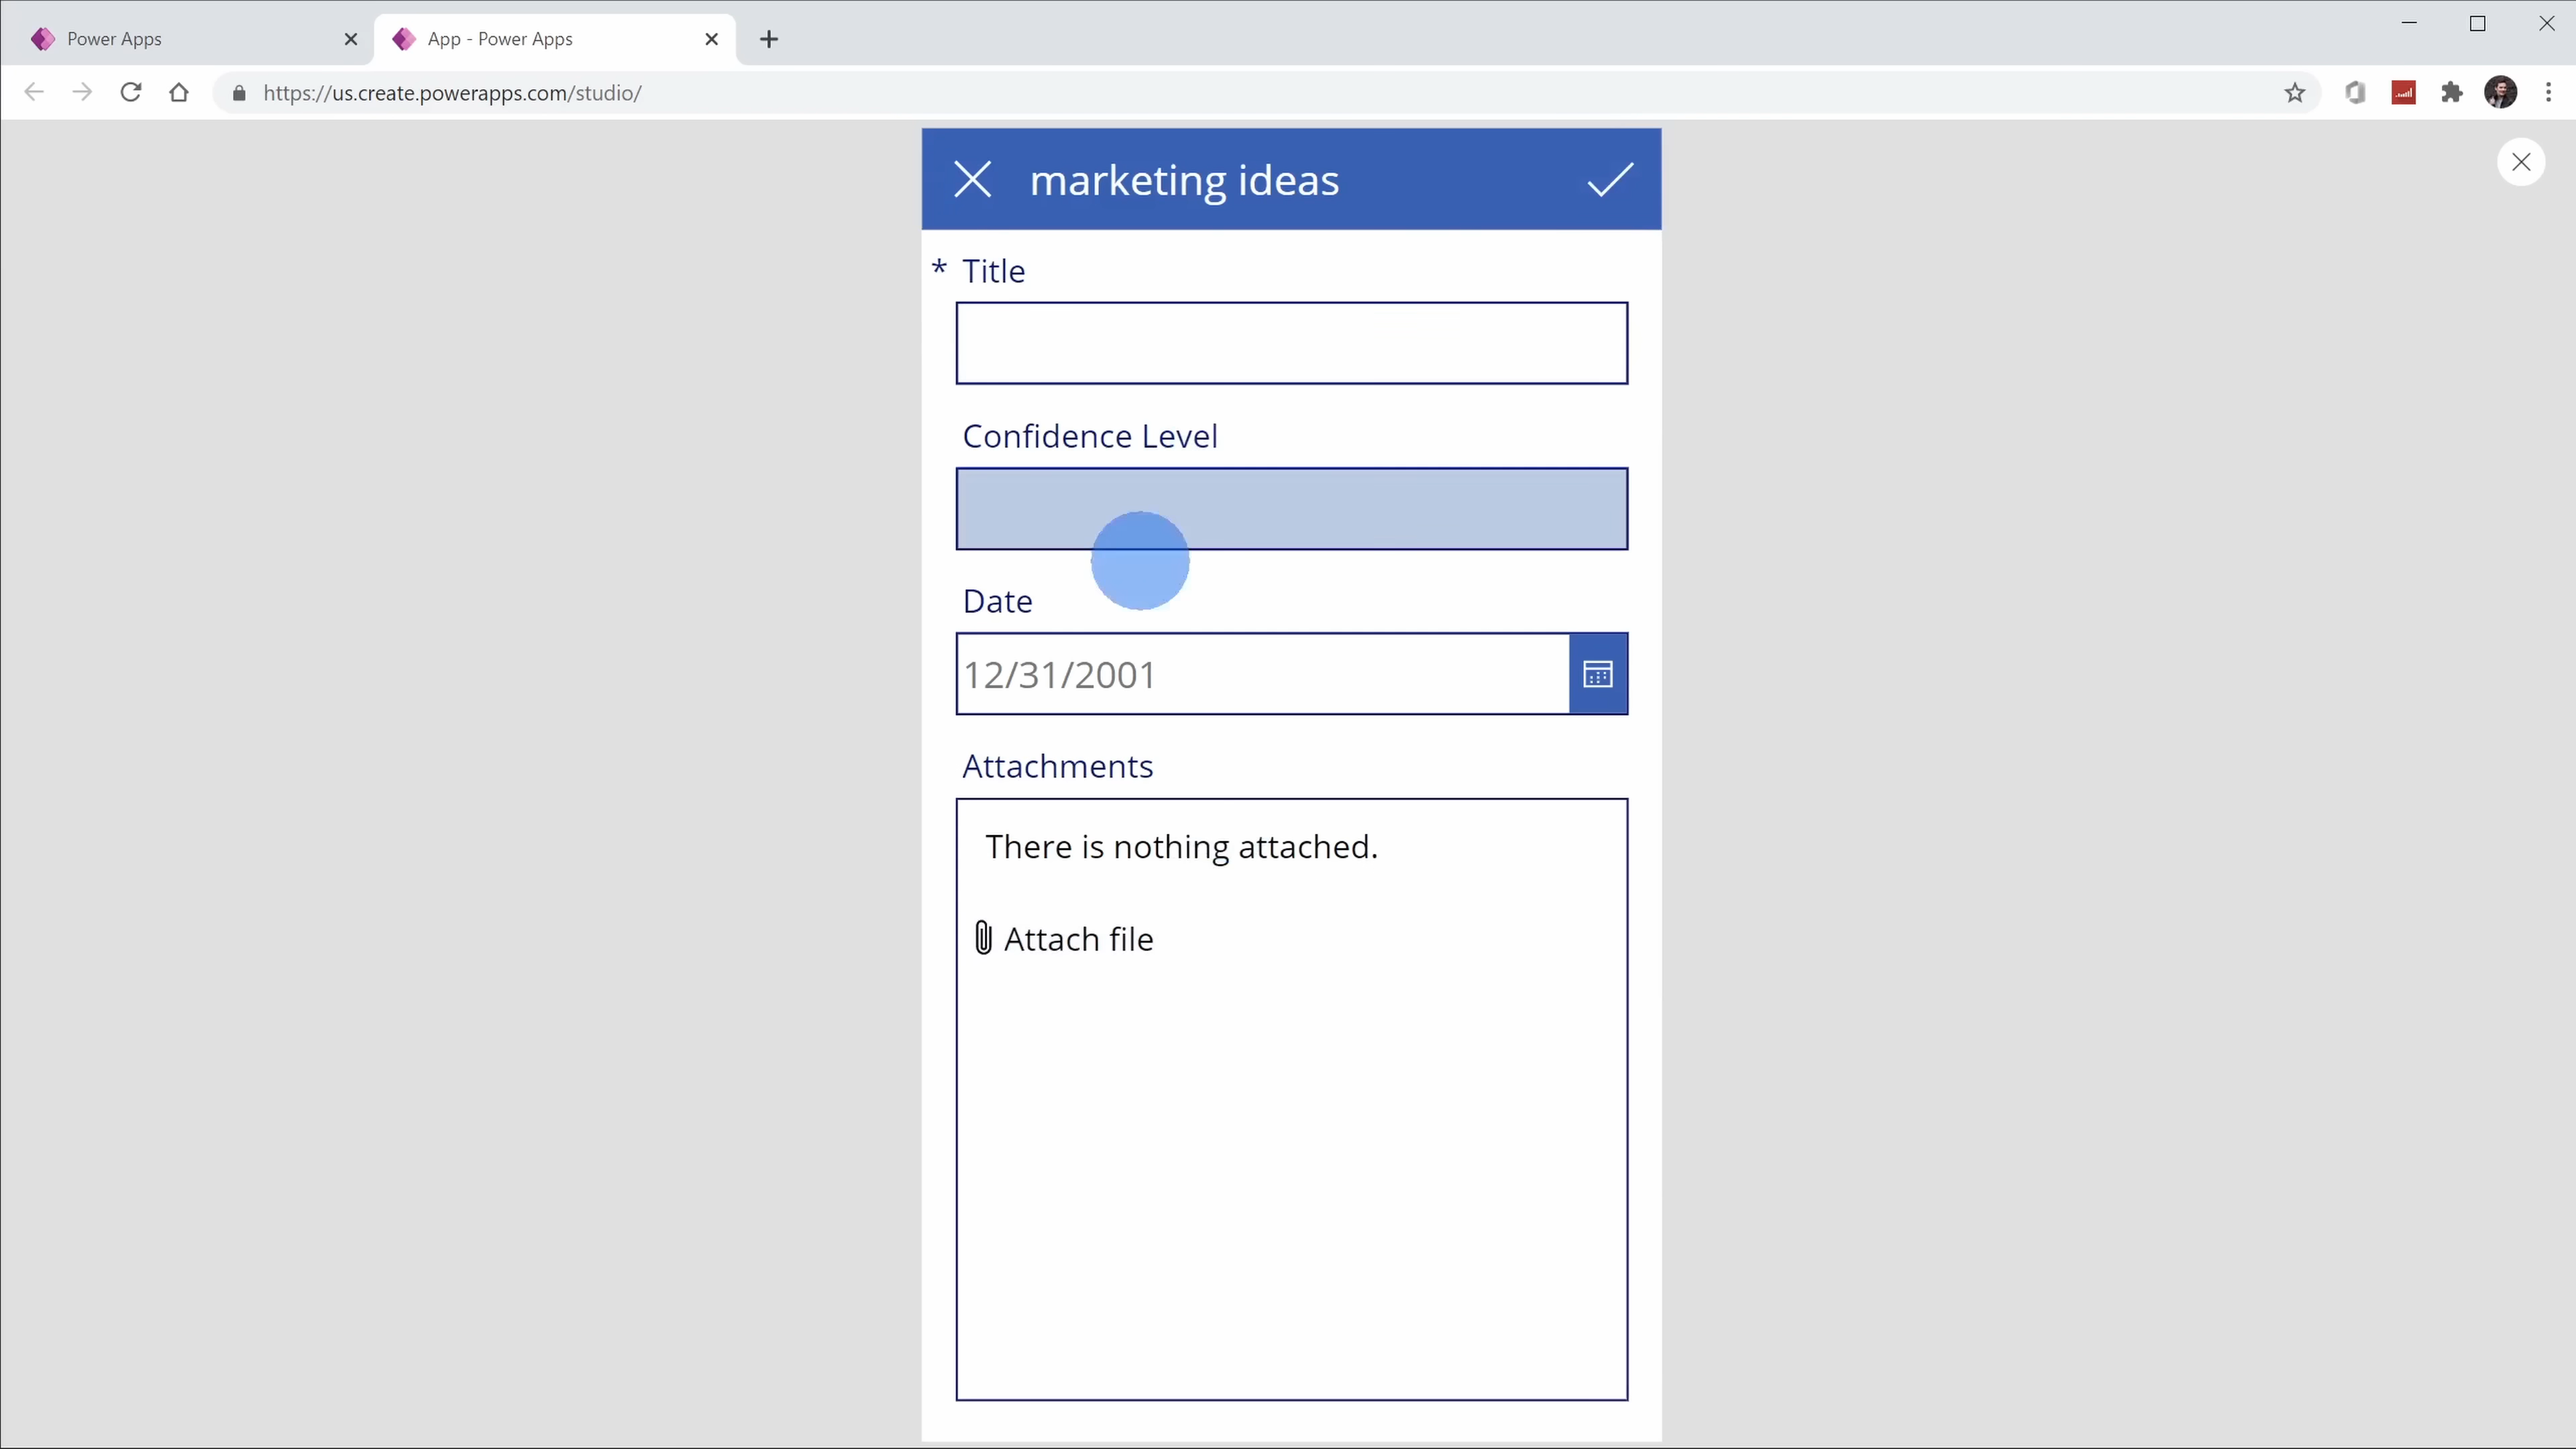 Power Apps
App - Power Apps
https://us.create.powerapps.com/studio/
marketing ideas
* Title
Confidence Level
Date
12/31/2001
Attachments
There is nothing attached.
Attach file